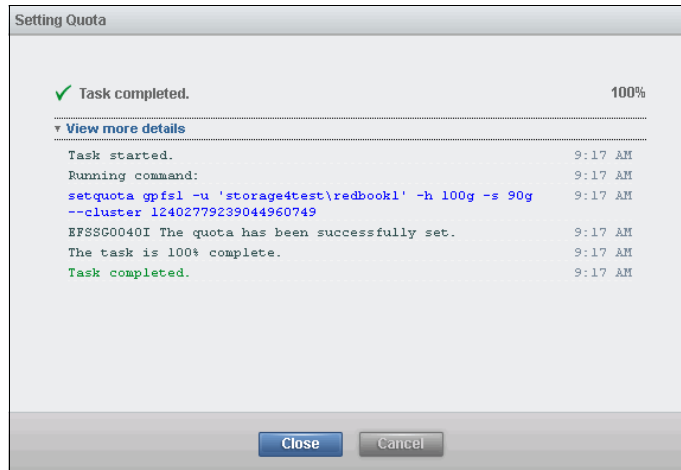 Setting Quota
Task completed. 100%
View more details
Task started. 9:17 AM
Running command: 9:17 AM
setquota gpfs1 -u 'storage4test\redbook1' -h 100g -s 90g 9:17 AM
--cluster 12402779239044960749
EFSSG0040I The quota has been successfully set. 9:17 AM
The task is 100% complete. 9:17 AM
Task completed. 9:17 AM
Close Cancel